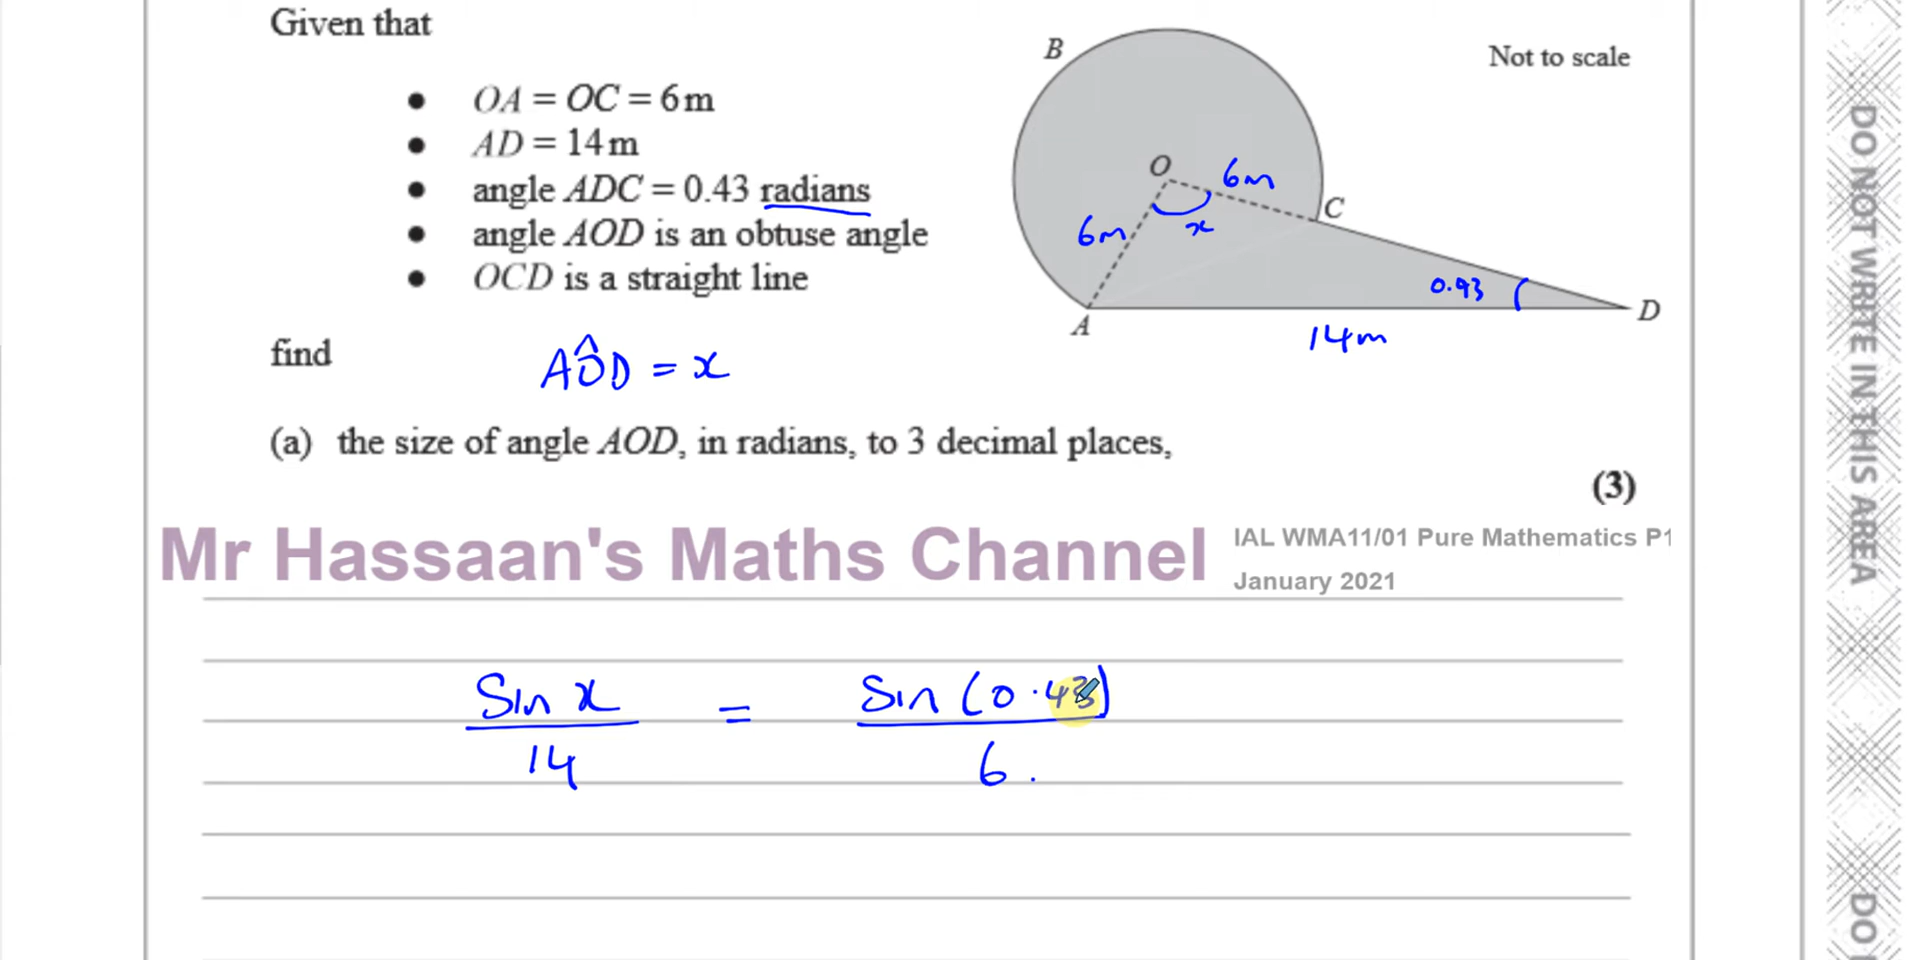 Given that
Not to scale
B
• OA = OC = 6 m
• AD = 14 m
• angle ADC = 0.43 radians
• angle AOD is an obtuse angle
• OCD is a straight line
O
6m
C
6m
x
0.43
D
A
14m
find
AÔD = x
(a) the size of angle AOD, in radians, to 3 decimal places,
(3)
Mr Hassaan's Maths Channel
IAL WMA11/01 Pure Mathematics P1
January 2021
Sin x / 14 = Sin (0.43) / 6.
DO NOT WRITE IN THIS AREA
DO